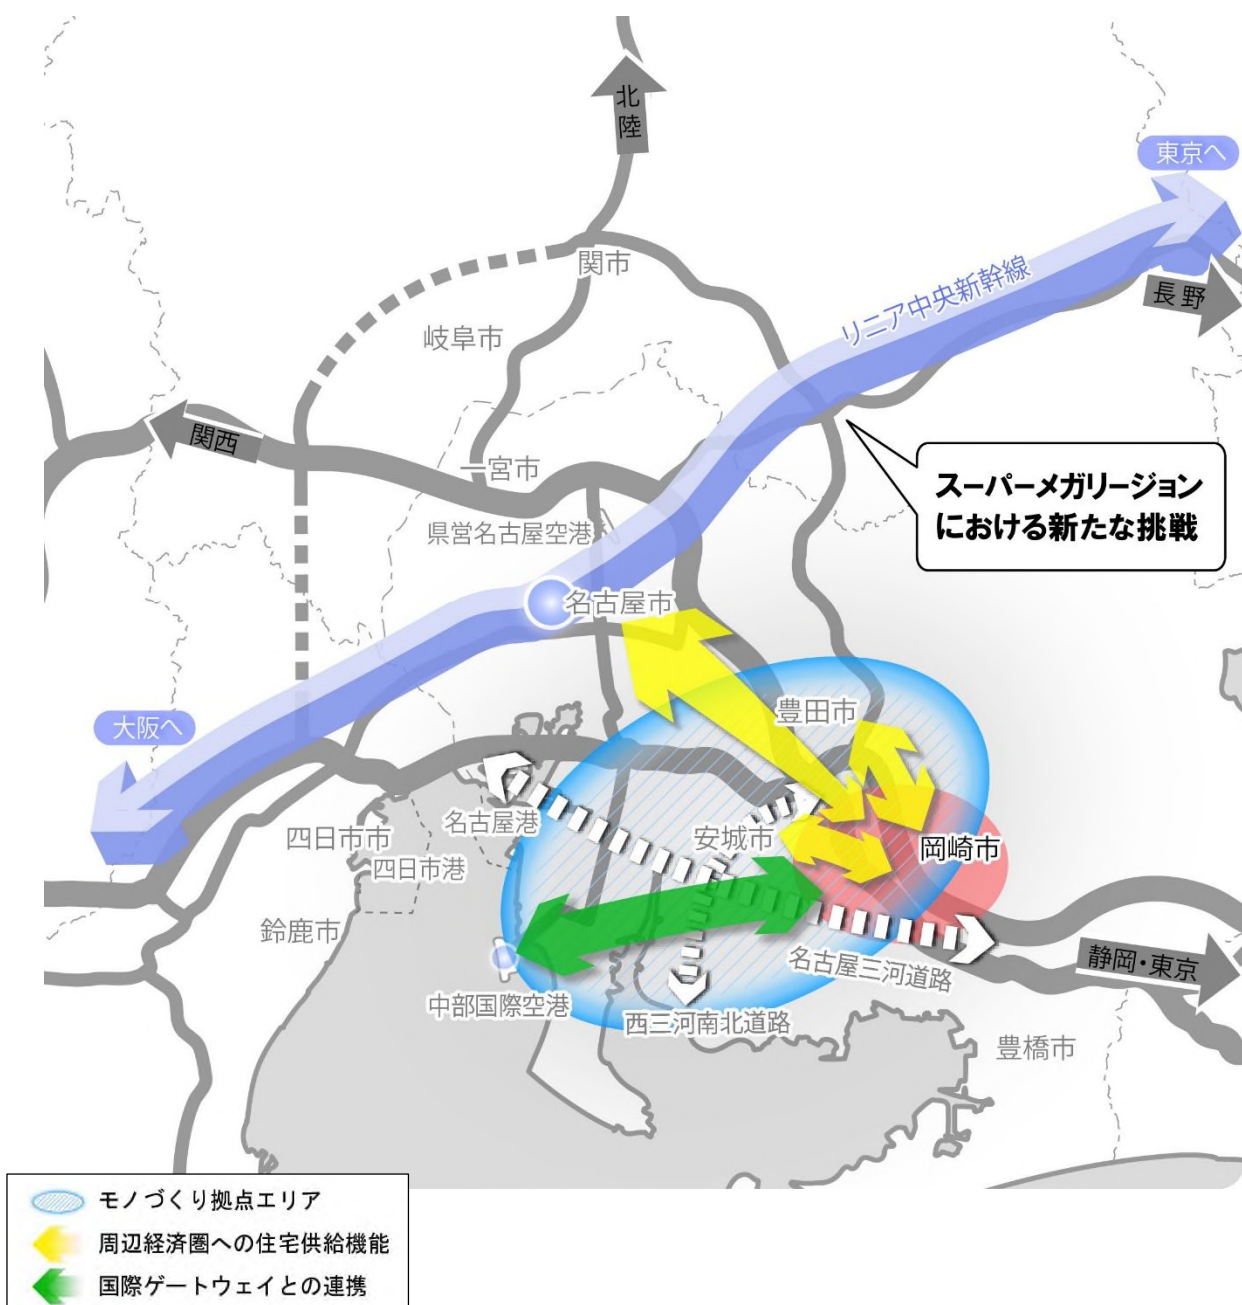 北陸
東京へ
関市
リニア中央新幹線
長野
岐阜市
関西
一宮市
スーパーメガリージョン
における新たな挑戦
県営名古屋空港
名古屋市
豊田市
大阪へ
名古屋港
四日市市
安城市
岡崎市
四日市港
鈴鹿市
名古屋三河道路
静岡・東京
中部国際空港
西三河南北道路
豊橋市
モノづくり拠点エリア
周辺経済圏への住宅供給機能
国際ゲートウェイとの連携